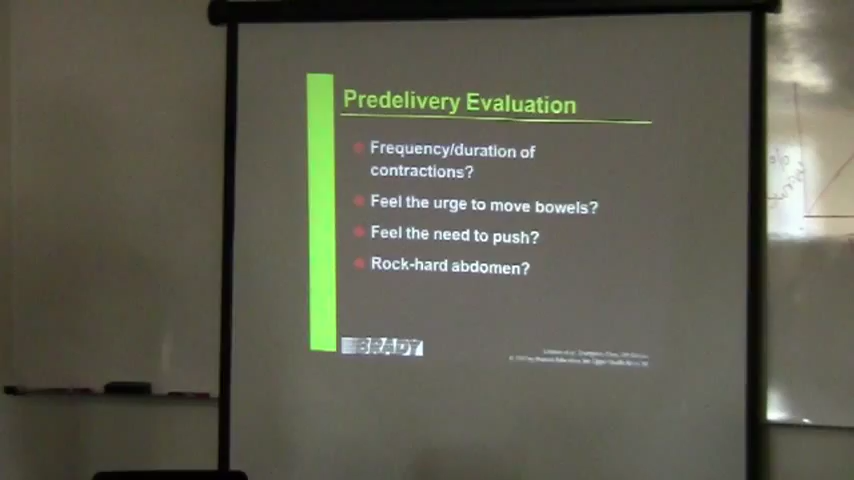 Predelivery Evaluation
Frequency/duration of
contractions?
Feel the urge to move bowels?
Feel the need to push?
Rock-hard abdomen?
BRADY